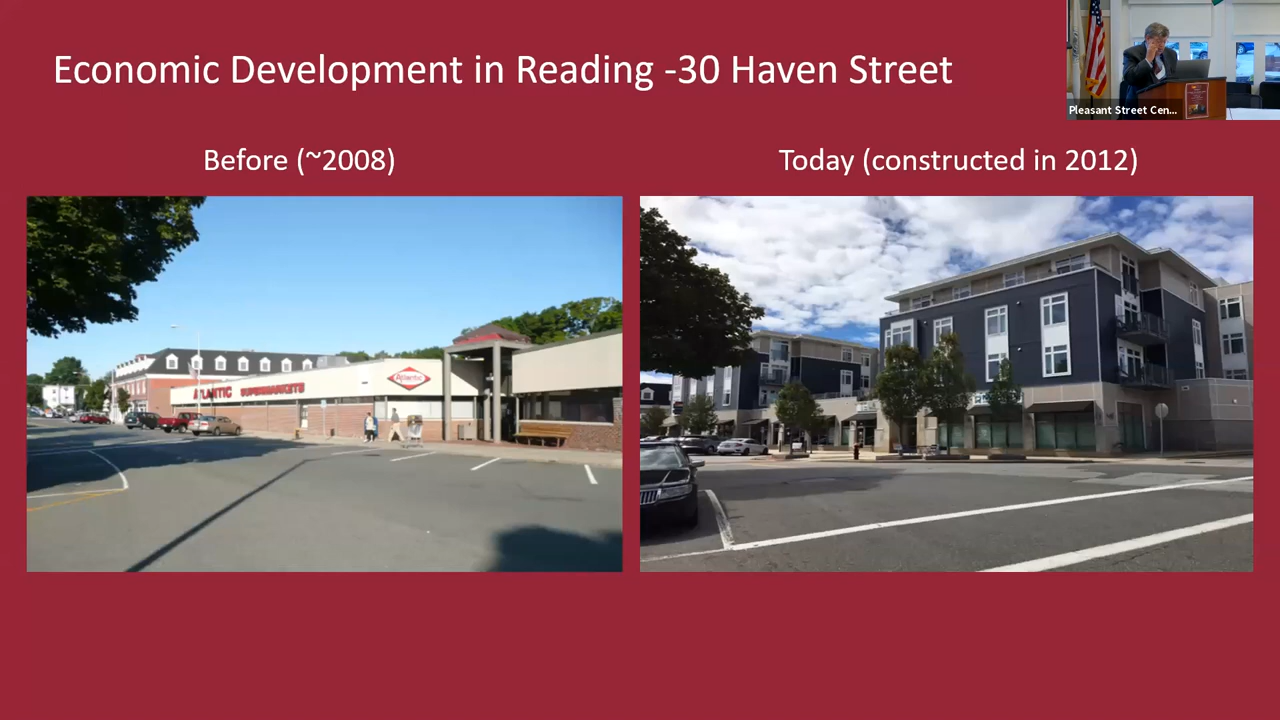 Economic Development in Reading -30 Haven Street
Pleasant Street Cen...
Before (~2008)
Today (constructed in 2012)
ATLANTIC SUPERMARKETS
Atlantic